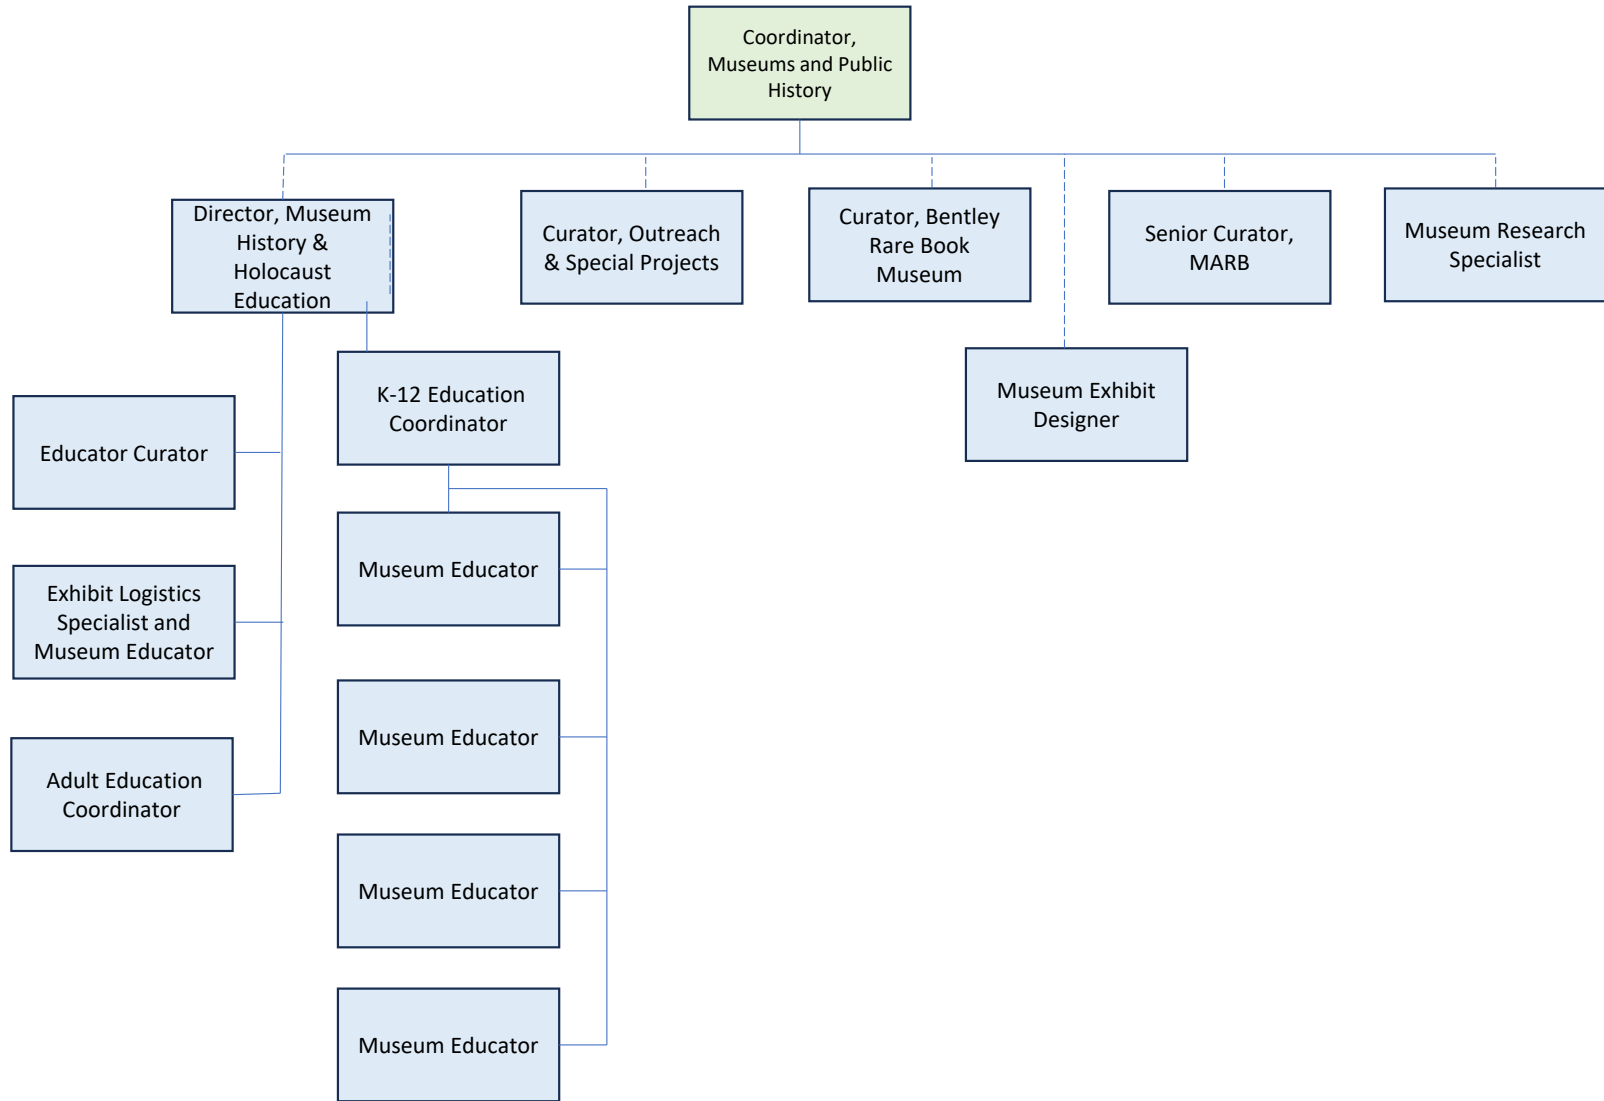 Coordinator,
Museums and Public
History
Director, Museum
History &
Holocaust
Education
Curator, Outreach
& Special Projects
Curator, Bentley
Rare Book
Museum
Senior Curator,
MARB
Museum Research
Specialist
Museum Exhibit
Designer
K-12 Education
Coordinator
Educator Curator
Exhibit Logistics
Specialist and
Museum Educator
Adult Education
Coordinator
Museum Educator
Museum Educator
Museum Educator
Museum Educator